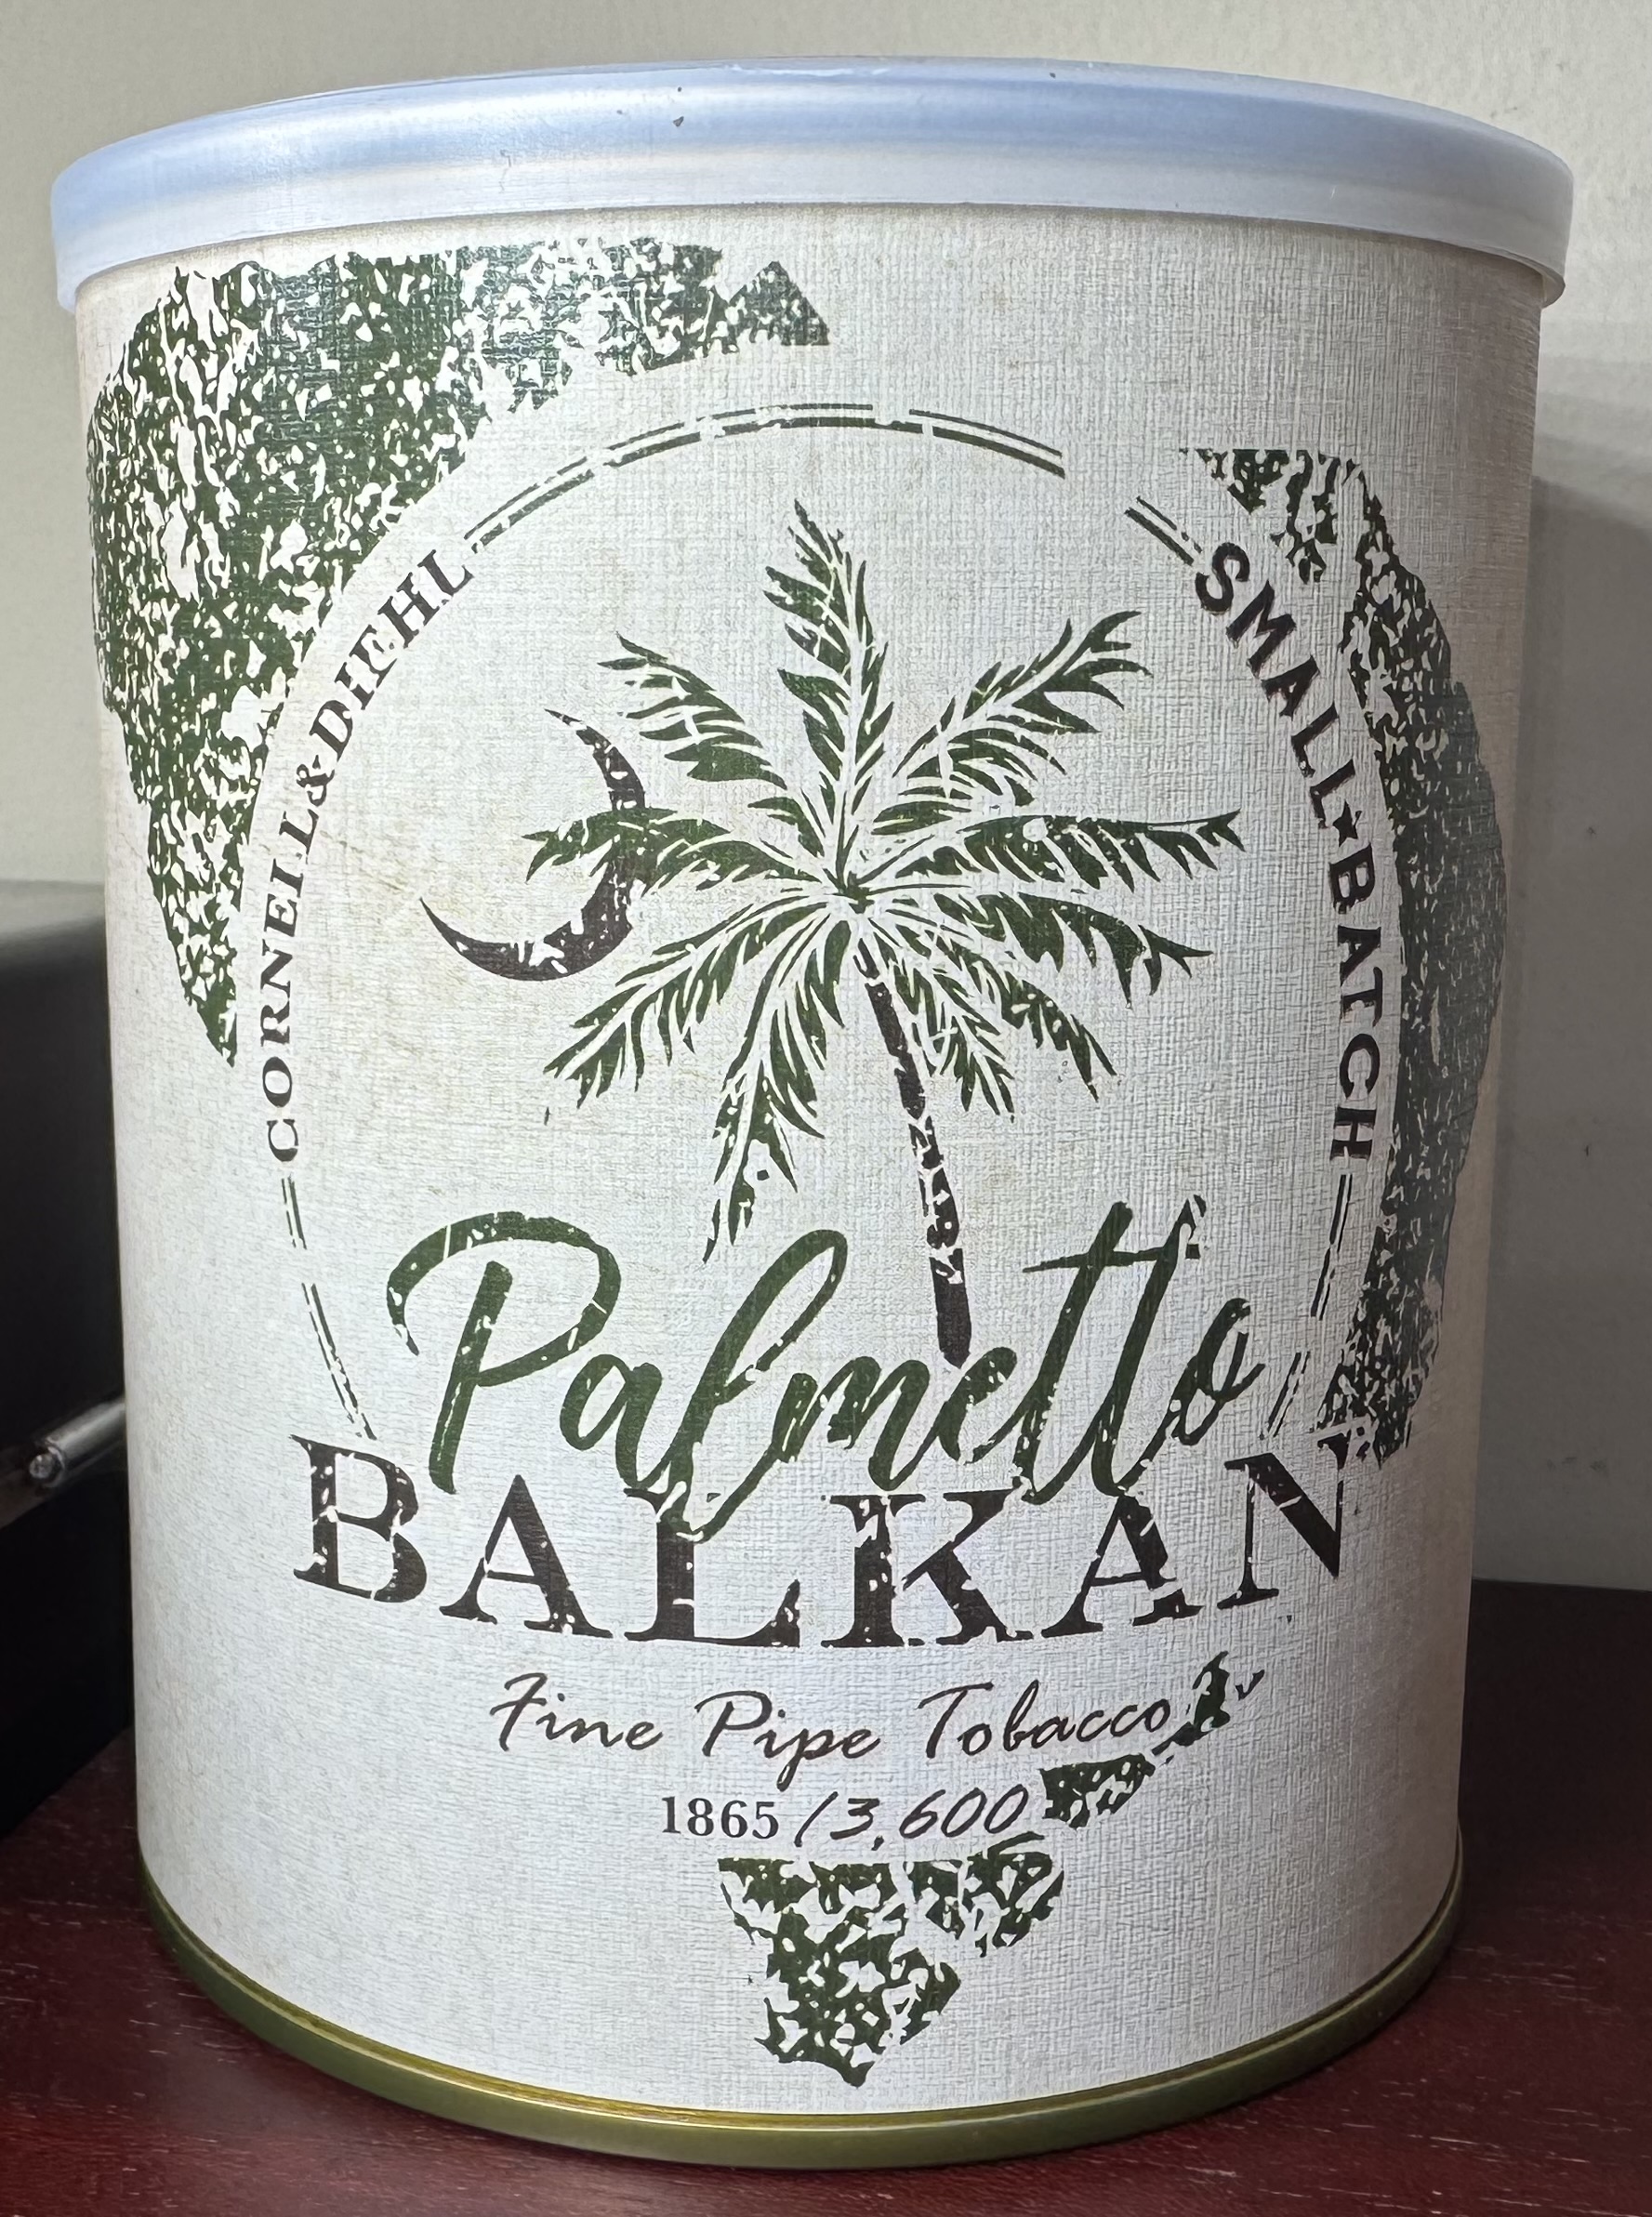 CORNELL&DIEHL
SMALL★BATCH
Palmetto
BALKAN
Fine Pipe Tobacco
1865/3,600